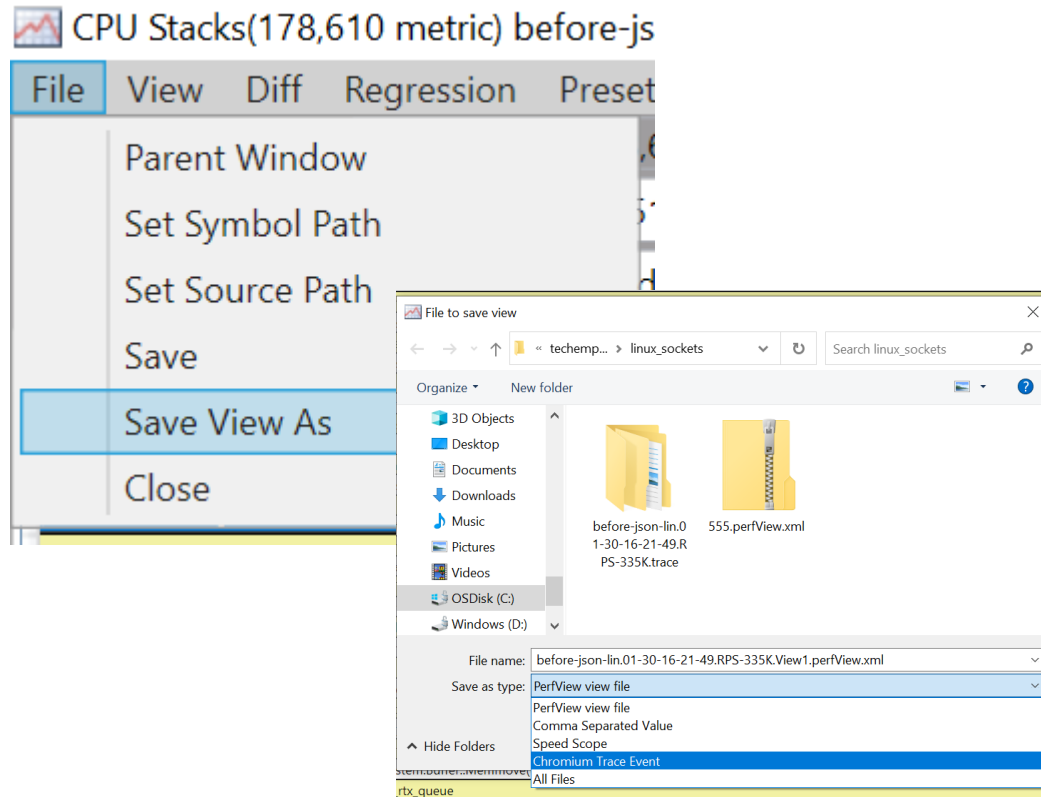 CPU Stacks(178,610 metric) before-js
File View Diff Regression Preset
Parent Window
Set Symbol Path
Set Source Path
Save
Save View As
Close
File to save view
« techemp... › linux_sockets
Search linux_sockets
Organize
New folder
3D Objects
Desktop
Documents
Downloads
Music
Pictures
Videos
OSDisk (C:)
Windows (D:)
before-json-lin.0
1-30-16-21-49.R
PS-335K.trace
555.perfView.xml
File name: before-json-lin.01-30-16-21-49.RPS-335K.View1.perfView.xml
Save as type: PerfView view file
PerfView view file
Comma Separated Value
Speed Scope
Chromium Trace Event
All Files
Hide Folders
_rtx_queue